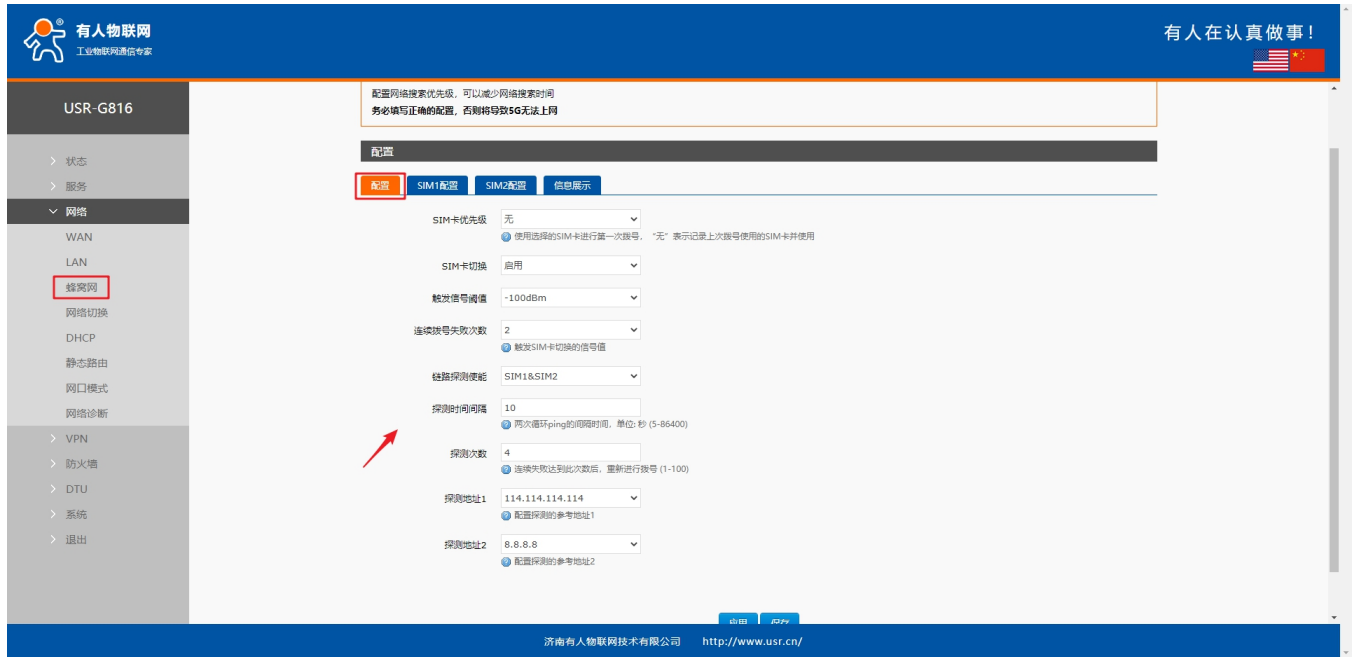 有人物联网
®
工业物联网通信专家
有人在认真做事！
USR-G816
状态
服务
网络
WAN
LAN
蜂窝网
网络切换
DHCP
静态路由
网口模式
网络诊断
VPN
防火墙
DTU
系统
退出
配置网络搜素优先级，可以减少网络搜素时间
务必填写正确的配置，否则将导致5G无法上网
配置
配置 SIM1配置 SIM2配置 信息展示
SIM卡优先级 无
使用选择的SIM卡进行第一次拨号， “无”表示记录上次拨号使用的SIM卡并使用
SIM卡切换 启用
触发信号阈值 -100dBm
连续拨号失败次数 2
触发SIM卡切换的信号值
链路探测使能 SIM1&SIM2
探测时间间隔 10
两次循环ping的间隔时间，单位: 秒 (5-86400)
探测次数 4
连续失败达到此次数后，重新进行拨号 (1-100)
探测地址1 114.114.114.114
配置探测的参考地址1
探测地址2 8.8.8.8
配置探测的参考地址2
应用 保存
济南有人物联网技术有限公司 http://www.usr.cn/